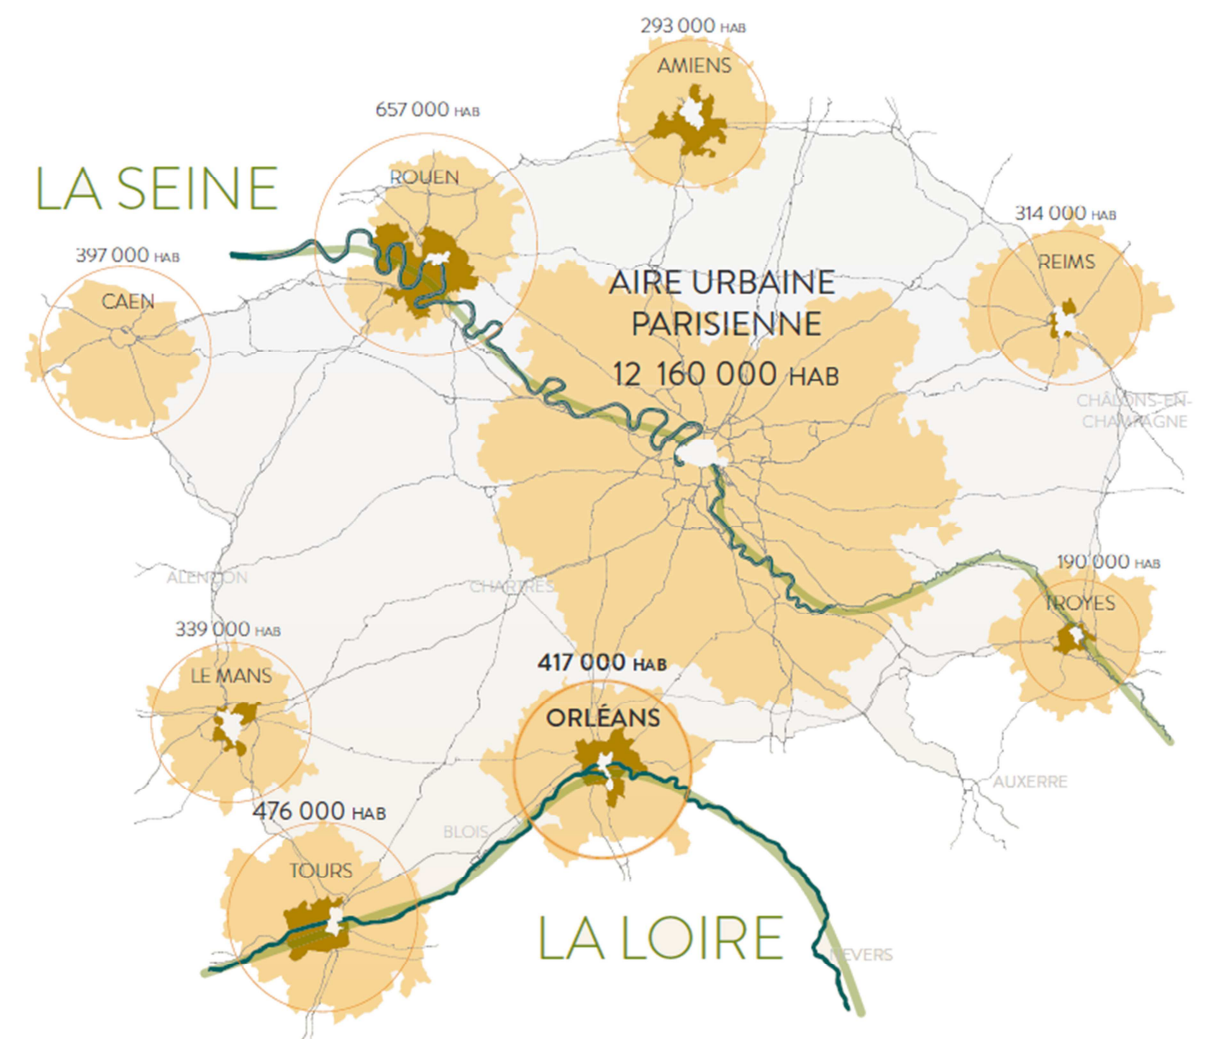 293 000 HAB
AMIENS
657 000 HAB
ROUEN
LA SEINE
397 000 HAB
CAEN
314 000 HAB
REIMS
AIRE URBAINE
PARISIENNE
12 160 000 HAB
CHÂLONS-EN-
CHAMPAGNE
190 000 HAB
TROYES
ALENÇON
CHARTRES
339 000 HAB
LE MANS
417 000 HAB
ORLÉANS
AUXERRE
476 000 HAB
BLOIS
TOURS
LA LOIRE
NEVERS